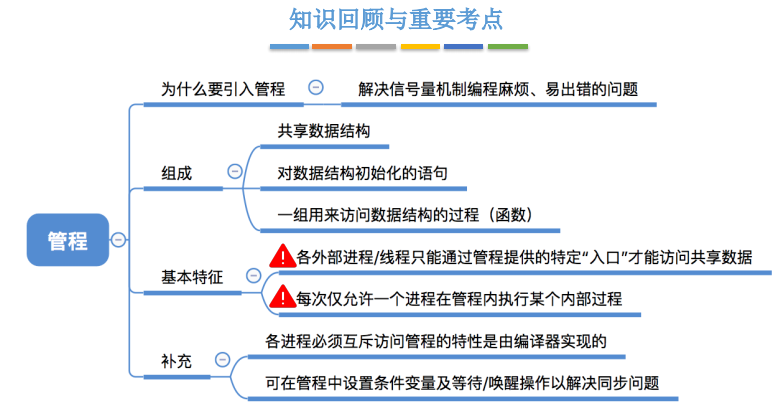 知识回顾与重要考点
为什么要引入管程
解决信号量机制编程麻烦、易出错的问题
共享数据结构
组成
对数据结构初始化的语句
一组用来访问数据结构的过程（函数）
管程
各外部进程/线程只能通过管程提供的特定“入口”才能访问共享数据
基本特征
每次仅允许一个进程在管程内执行某个内部过程
各进程必须互斥访问管程的特性是由编译器实现的
补充
可在管程中设置条件变量及等待/唤醒操作以解决同步问题